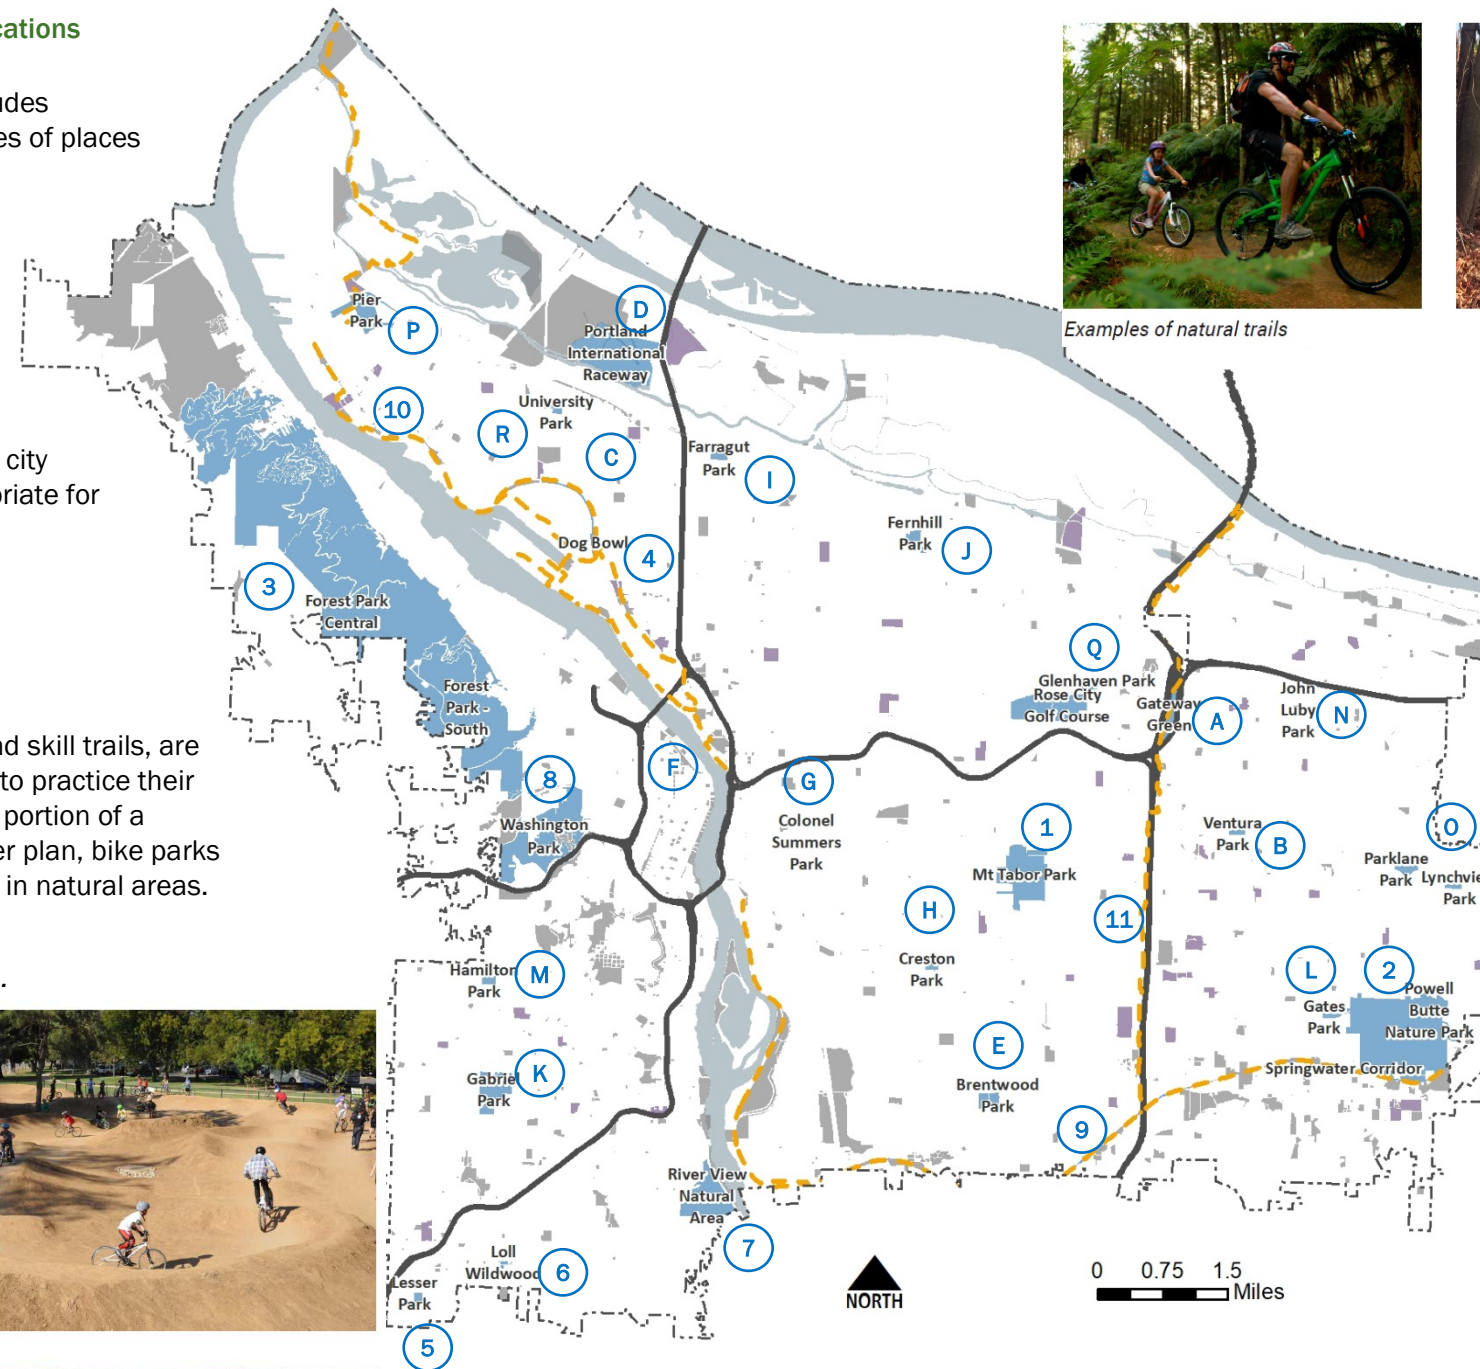 cations
udes
es of places
city
priate for
nd skill trails, are
to practice their
portion of a
er plan, bike parks
in natural areas.
.
Examples of natural trails
Pier
Park
P
D
Portland
International
Raceway
10
University
Park
R
C
Farragut
Park
I
Fernhill
Park
J
Dog Bowl
4
3
Forest Park
- Central
Forest
Park -
South
Q
Glenhaven Park
Rose City
Golf Course
Gateway
Green
A
John
Luby
Park
N
8
F
G
Washington
Park
Colonel
Summers
Park
1
Mt Tabor Park
Ventura
Park
B
O
Parklane
Park
Lynchvie
Park
H
11
Creston
Park
Hamilton
Park
M
L
2
Gates
Park
Powell
Butte
Nature Park
E
Brentwood
Park
Springwater Corridor
Gabriel
Park
K
9
River View
Natural
Area
7
Loll
Wildwood
6
Lesser
Park
5
NORTH
0 0.75 1.5
Miles